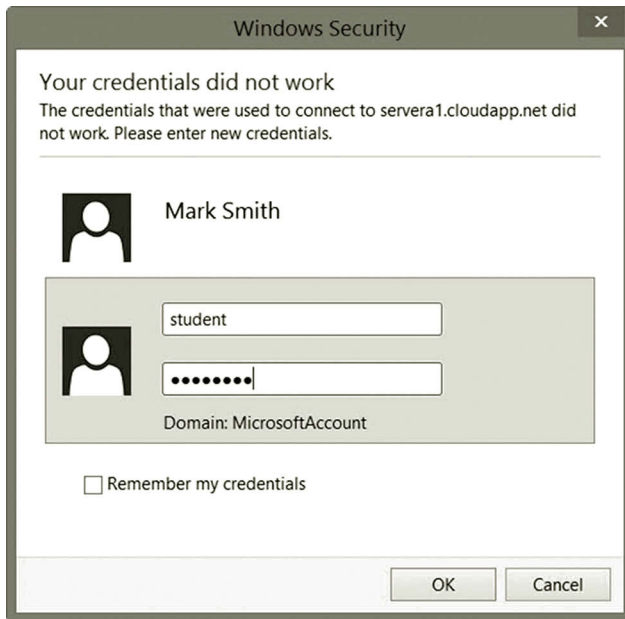 Windows Security
Your credentials did not work
The credentials that were used to connect to servera1.cloudapp.net did
not work. Please enter new credentials.
Mark Smith
student
••••••••
Domain: MicrosoftAccount
Remember my credentials
OK
Cancel